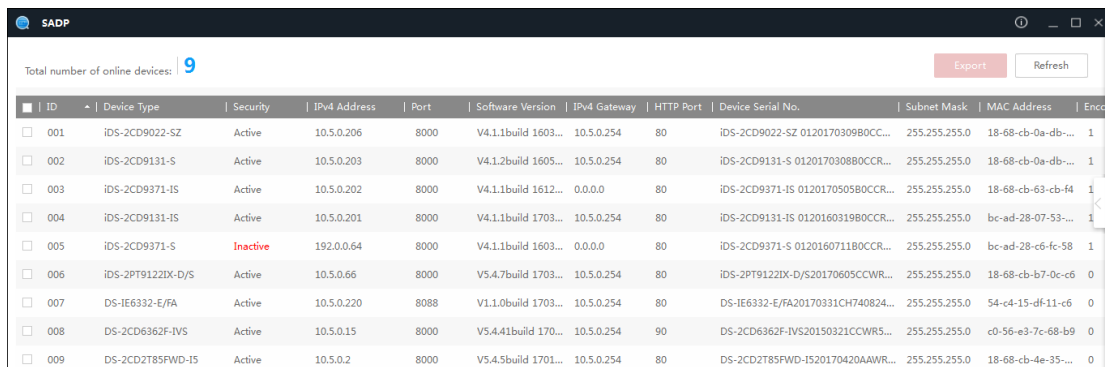 SADP
Total number of online devices: 9
Export
Refresh
ID Device Type Security IPv4 Address Port Software Version IPv4 Gateway HTTP Port Device Serial No. Subnet Mask MAC Address Enco
001 iDS-2CD9022-SZ Active 10.5.0.206 8000 V4.1.1build 1603... 10.5.0.254 80 iDS-2CD9022-SZ 0120170309B0CC... 255.255.255.0 18-68-cb-0a-db-... 1
002 iDS-2CD9131-S Active 10.5.0.203 8000 V4.1.2build 1605... 10.5.0.254 80 iDS-2CD9131-S 0120170308B0CCR... 255.255.255.0 18-68-cb-0a-db-... 1
003 iDS-2CD9371-IS Active 10.5.0.202 8000 V4.1.1build 1612... 0.0.0.0 80 iDS-2CD9371-IS 0120170505B0CCR... 255.255.255.0 18-68-cb-63-cb-f4 1
004 iDS-2CD9131-IS Active 10.5.0.201 8000 V4.1.1build 1703... 10.5.0.254 80 iDS-2CD9131-IS 0120160319B0CCR... 255.255.255.0 bc-ad-28-07-53-... 1
005 iDS-2CD9371-S Inactive 192.0.0.64 8000 V4.1.1build 1603... 0.0.0.0 80 iDS-2CD9371-S 0120160711B0CCR... 255.255.255.0 bc-ad-28-c6-fc-58 1
006 iDS-2PT9122IX-D/S Active 10.5.0.66 8000 V5.4.7build 1703... 10.5.0.254 80 iDS-2PT9122IX-D/S20170605CCWR... 255.255.255.0 18-68-cb-b7-0c-c6 0
007 DS-IE6332-E/FA Active 10.5.0.220 8088 V1.1.0build 1703... 10.5.0.254 80 DS-IE6332-E/FA20170331CH740824... 255.255.255.0 54-c4-15-df-11-c6 0
008 DS-2CD6362F-IVS Active 10.5.0.15 8000 V5.4.41build 170... 10.5.0.254 90 DS-2CD6362F-IVS20150321CCWR5... 255.255.255.0 c0-56-e3-7c-68-b9 0
009 DS-2CD2T85FWD-I5 Active 10.5.0.2 8000 V5.4.5build 1701... 10.5.0.254 80 DS-2CD2T85FWD-I520170420AAWR... 255.255.255.0 18-68-cb-4e-35-... 0